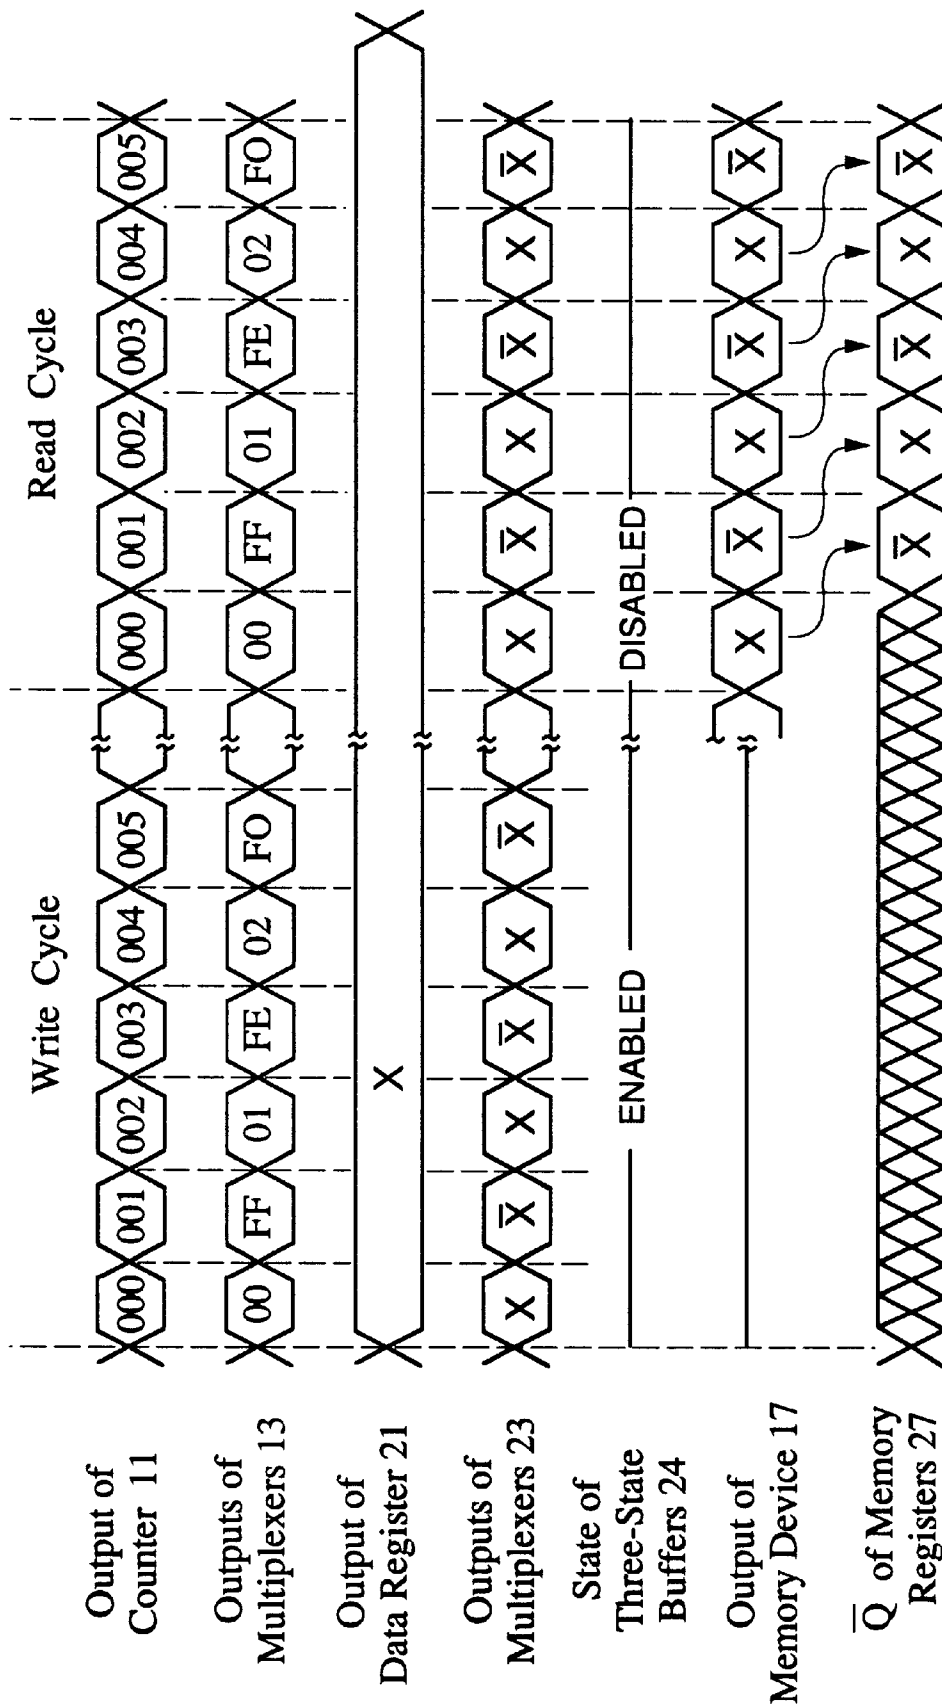 Write Cycle Read Cycle
Output of
Counter 11
000 001 002 003 004 005 000 001 002 003 004 005
Outputs of
Multiplexers 13
00 FF 01 FE 02 FO 00 FF 01 FE 02 FO
Output of
Data Register 21
X
Outputs of
Multiplexers 23
X X̅ X X̅ X X̅ X X̅ X X̅ X X̅
State of
Three-State
Buffers 24
ENABLED DISABLED
Output of
Memory Device 17
X X̅ X X̅ X X̅
Q̅ of Memory
Registers 27
X̅ X X̅ X X̅